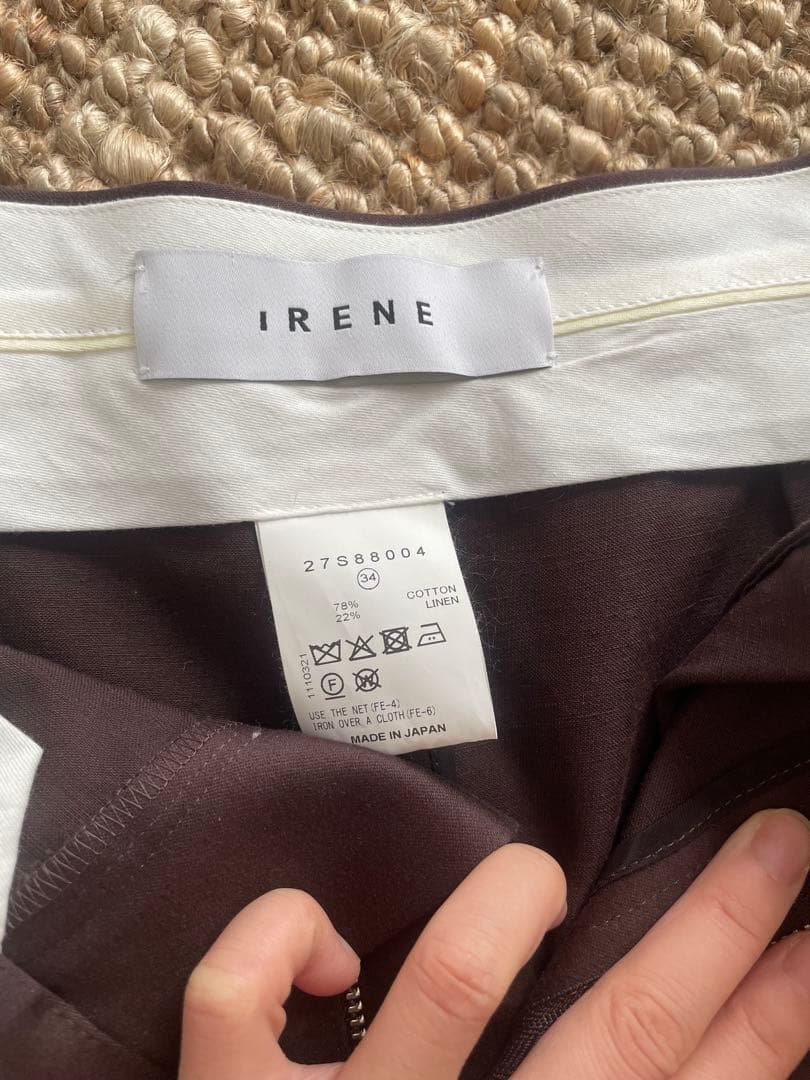 IRENE
27S88004
34
78% COTTON
22% LINEN
F W
1110321
USE THE NET(FE-4)
IRON OVER A CLOTH(FE-6)
MADE IN JAPAN